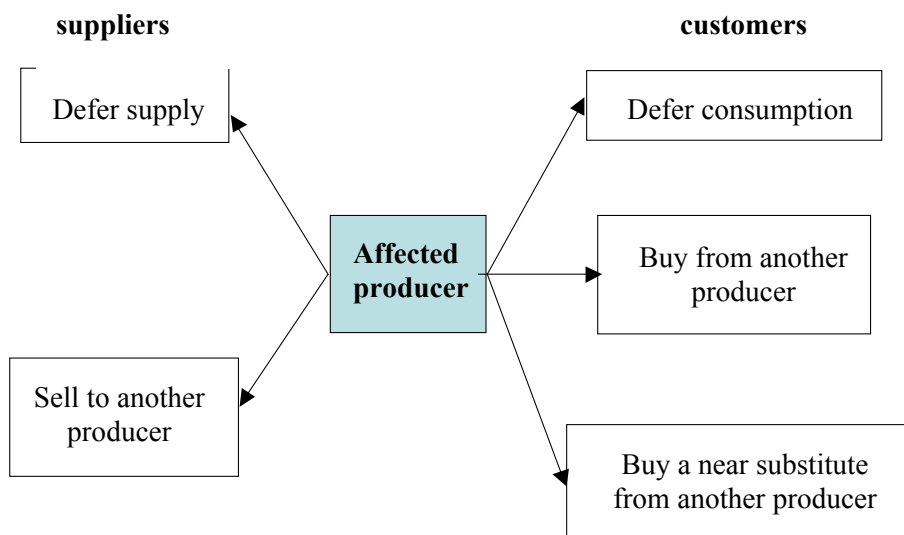 suppliers
customers
Defer supply
Defer consumption
Affected
producer
Buy from another
producer
Sell to another
producer
Buy a near substitute
from another producer